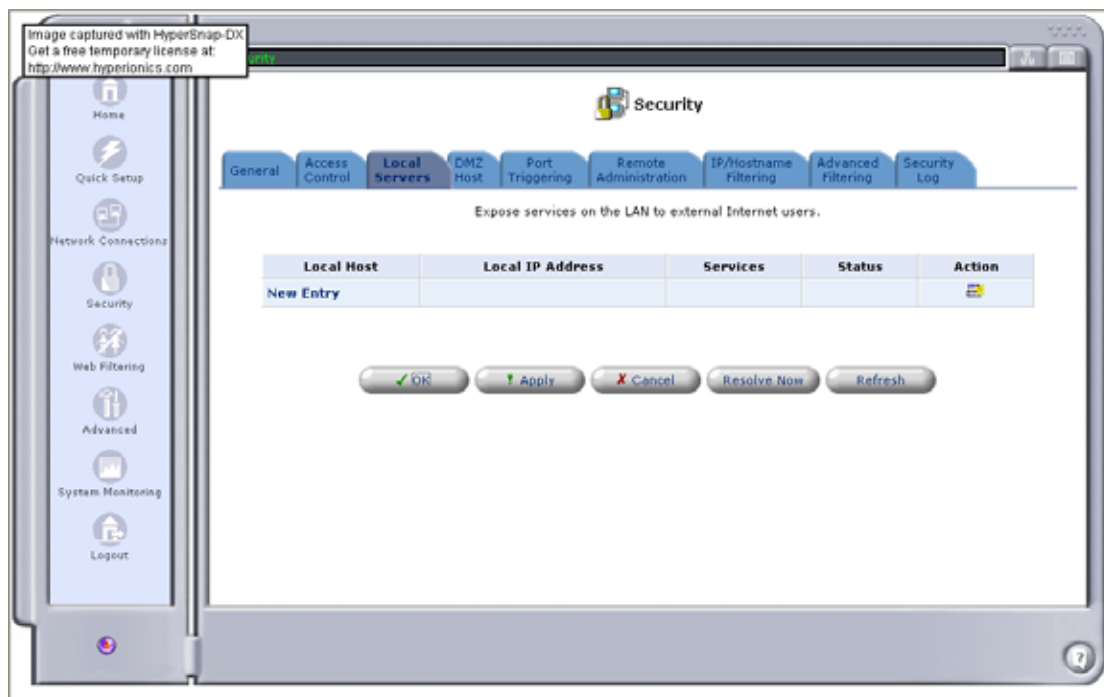 Image captured with HyperSnap-DX
Get a free temporary license at:
http://www.hyperionics.com
urity
Home
Quick Setup
Network Connections
Security
Web Filtering
Advanced
System Monitoring
Logout
Security
General
Access Control
Local Servers
DMZ Host
Port Triggering
Remote Administration
IP/Hostname Filtering
Advanced Filtering
Security Log
Expose services on the LAN to external Internet users.
Local Host Local IP Address Services Status Action
New Entry
OK Apply Cancel Resolve Now Refresh
?